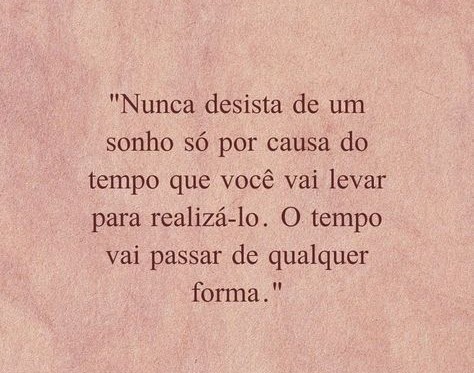 "Nunca desista de um
sonho só por causa do
tempo que você vai levar
para realizá-lo. O tempo
vai passar de qualquer
forma."